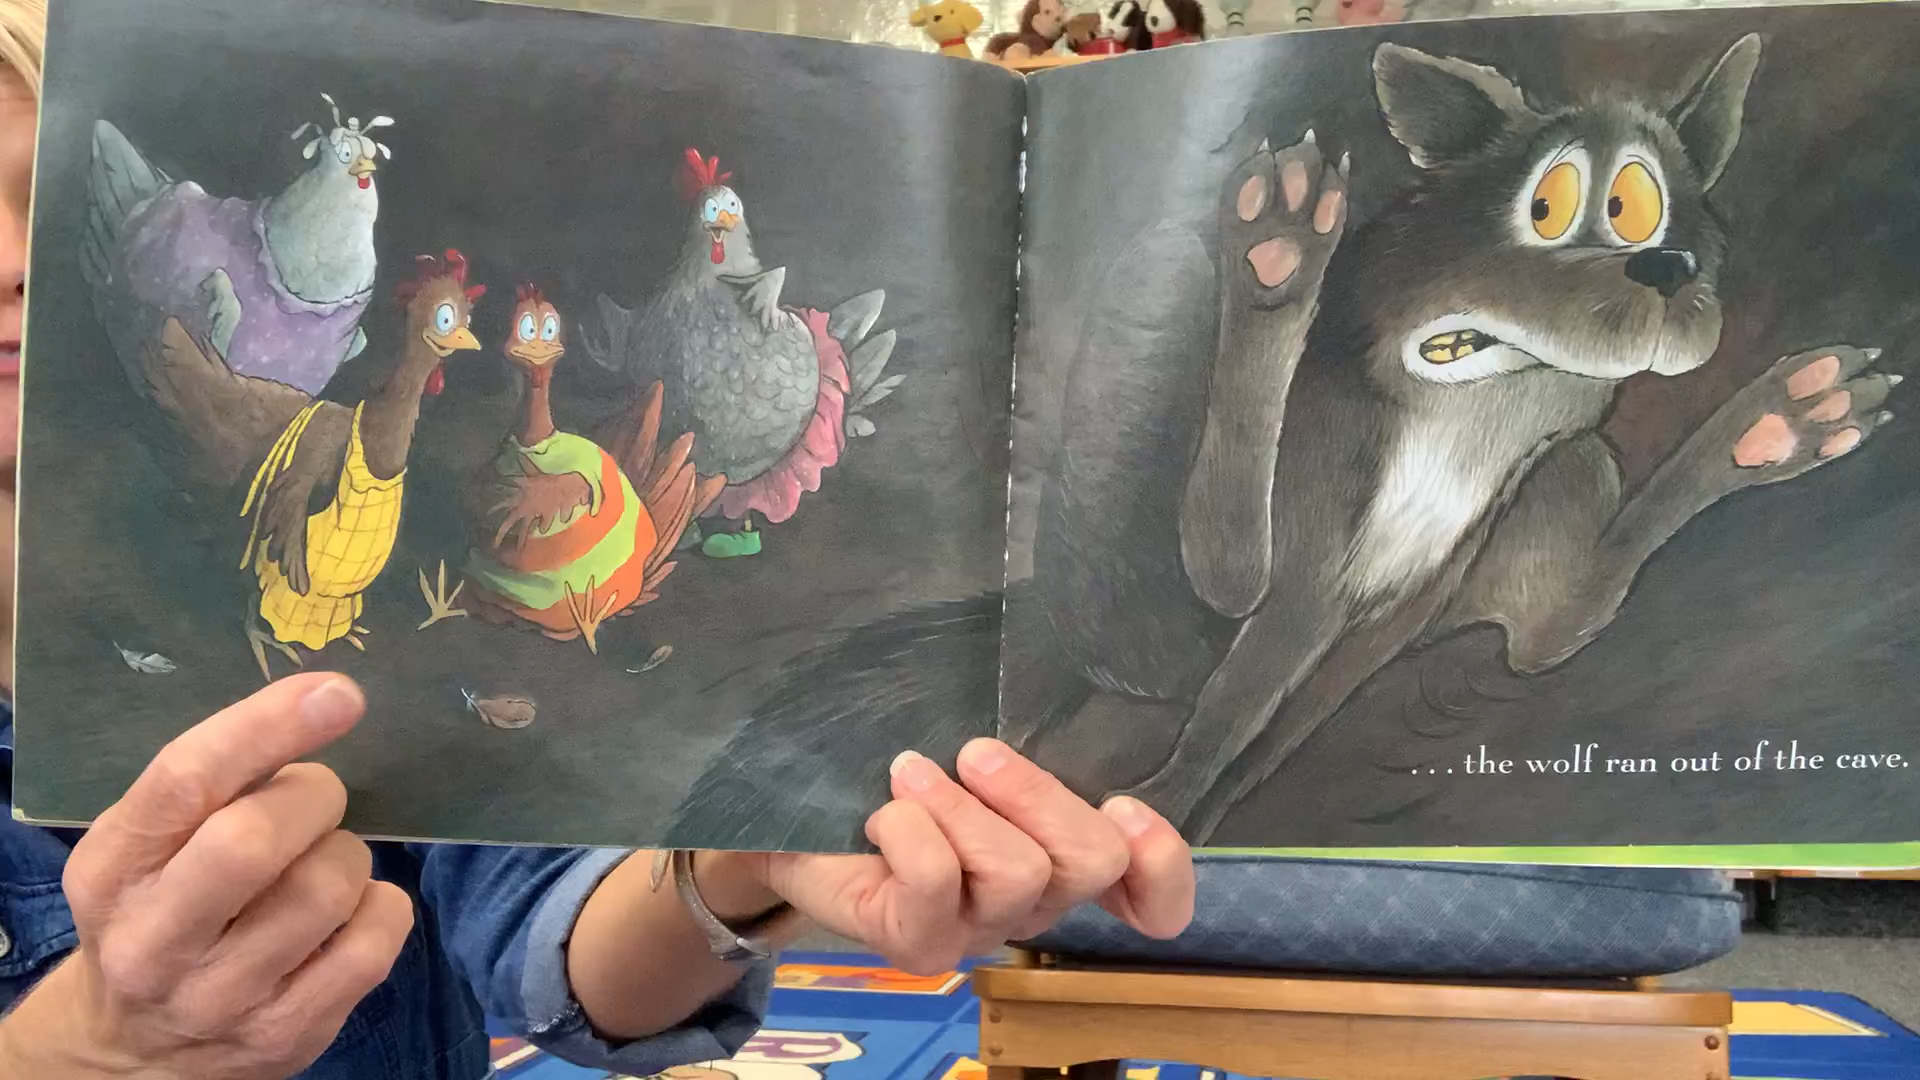 ...the wolf ran out of the cave.